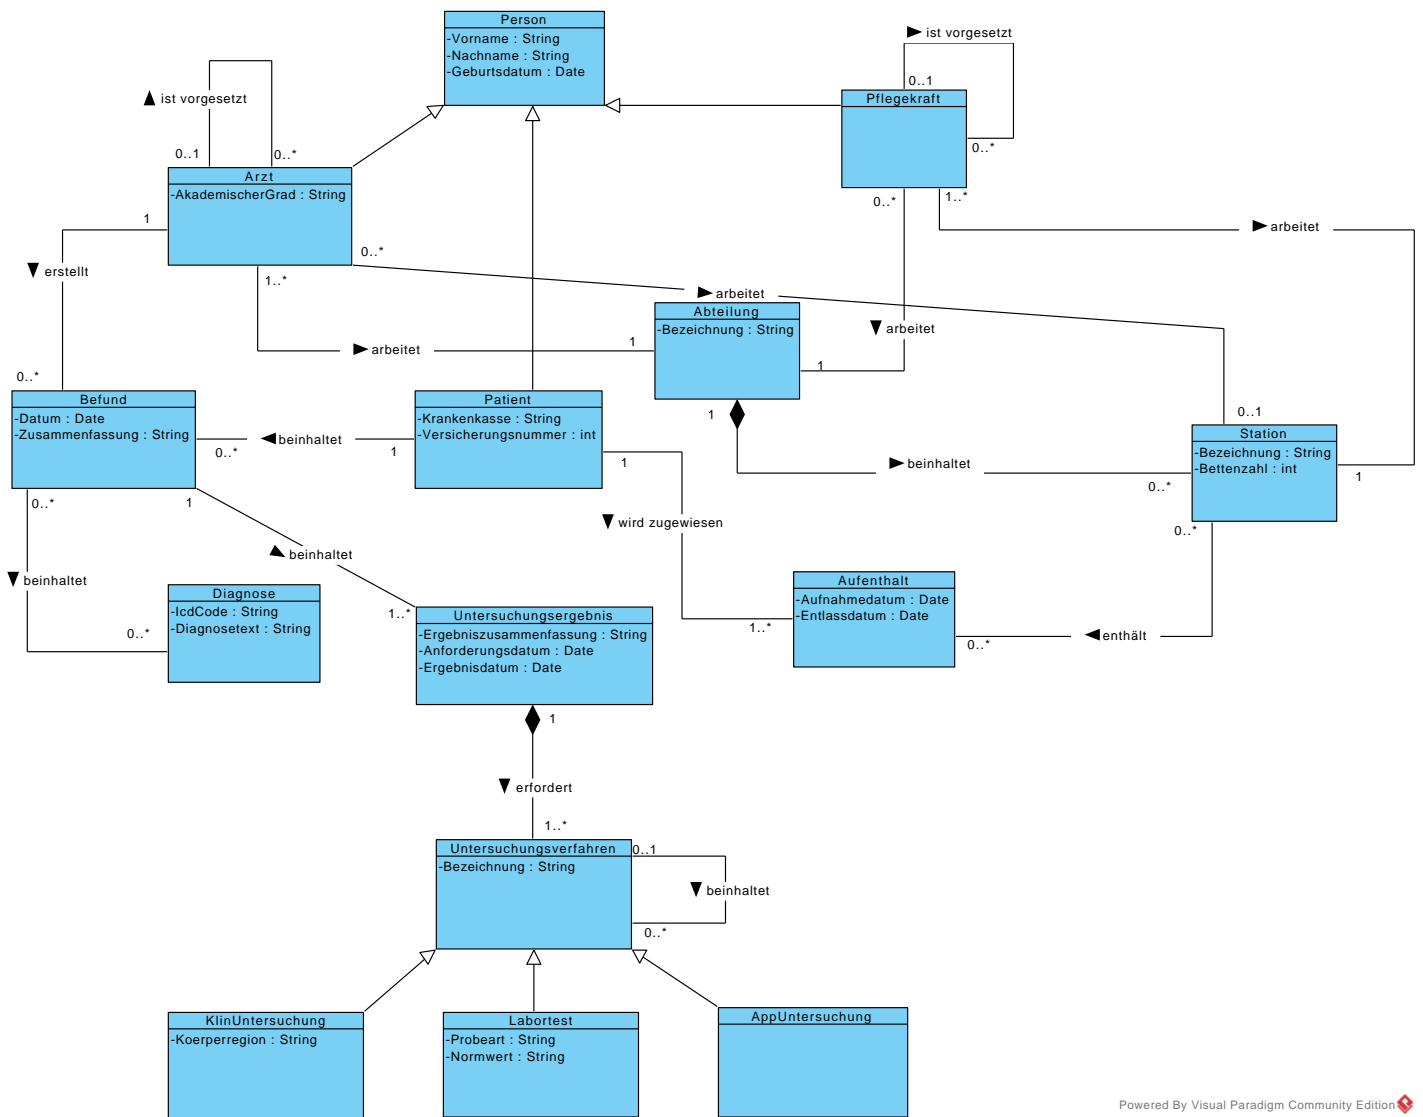 Person
-Vorname : String
-Nachname : String
-Geburtsdatum : Date
ist vorgesetzt
0..1
Pflegekraft
0..*
ist vorgesetzt
0..1
0..*
Arzt
-AkademischerGrad : String
0..*
1..*
1
arbeitet
erstellt
0..*
1..*
arbeitet
Abteilung
-Bezeichnung : String
arbeitet
1
arbeitet
1
0..*
Befund
-Datum : Date
-Zusammenfassung : String
Patient
-Krankenkasse : String
-Versicherungsnummer : int
1
0..1
Station
-Bezeichnung : String
-Bettenzahl : int
beinhaltet
0..*
1
1
beinhaltet
0..*
1
0..*
1
wird zugewiesen
0..*
beinhaltet
beinhaltet
Diagnose
-IcdCode : String
-Diagnosetext : String
0..*
1..*
Untersuchungsergebnis
-Ergebniszusammenfassung : String
-Anforderungsdatum : Date
-Ergebnisdatum : Date
Aufenthalt
-Aufnahmedatum : Date
-Entlassdatum : Date
1..*
0..*
enthält
1
erfordert
1..*
Untersuchungsverfahren
-Bezeichnung : String
0..1
beinhaltet
0..*
KlinUntersuchung
-Koerperregion : String
Labortest
-Probeart : String
-Normwert : String
AppUntersuchung
Powered By Visual Paradigm Community Edition